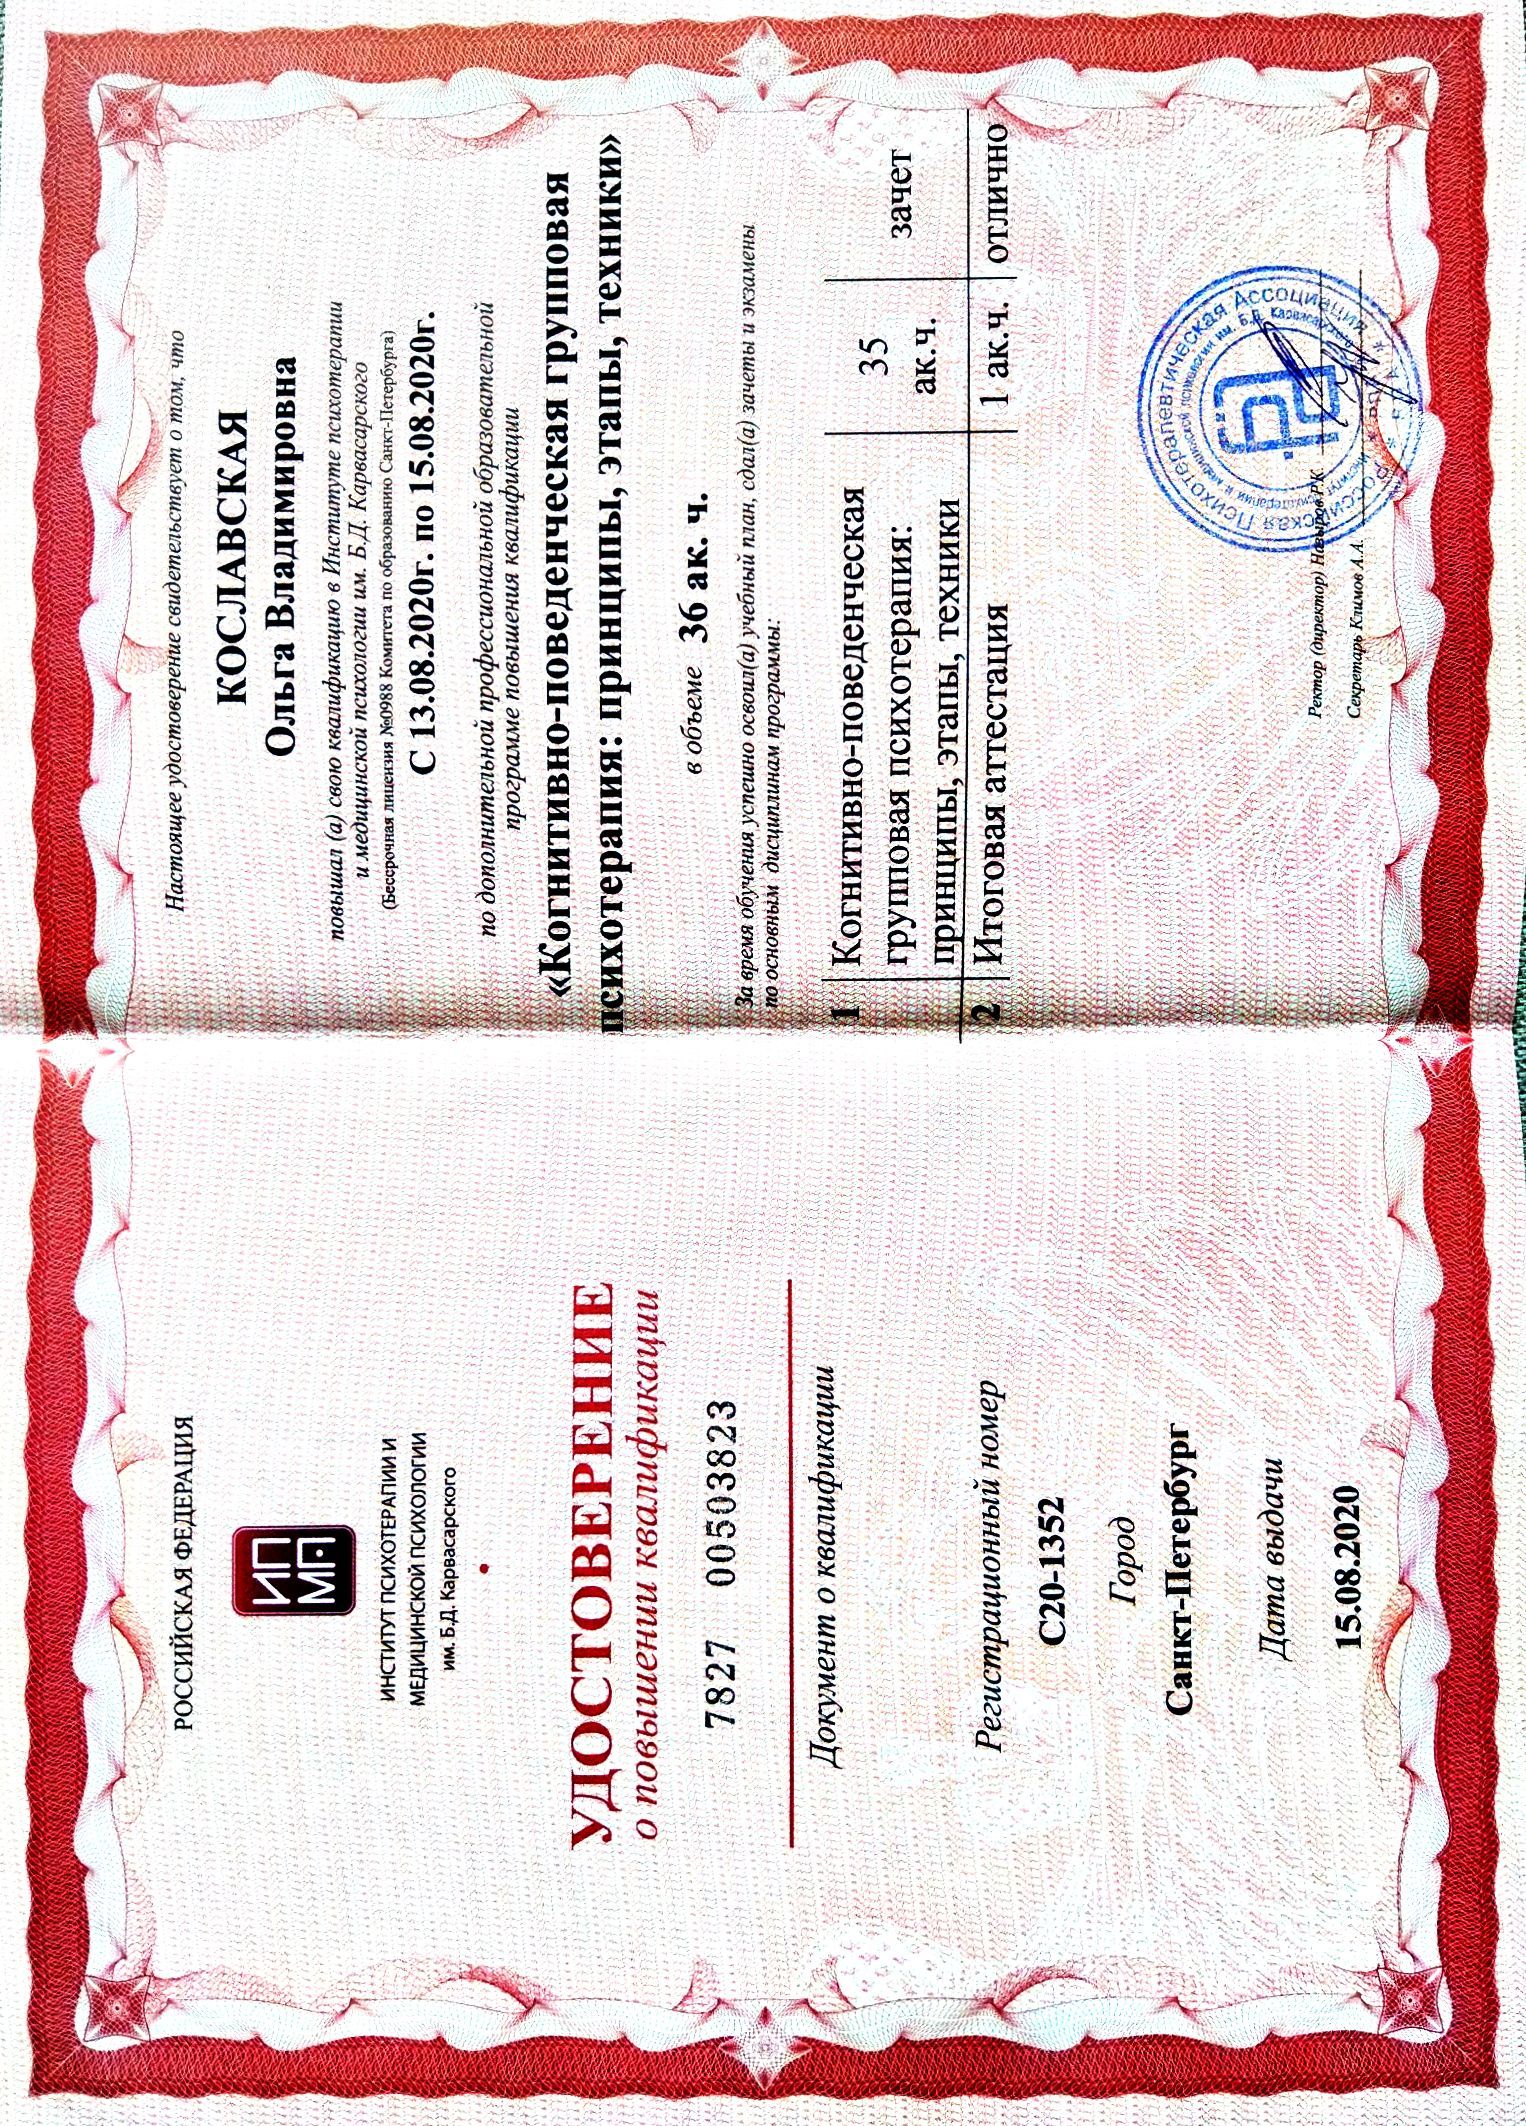 РОССИЙСКАЯ ФЕДЕРАЦИЯ
ИП
МП
ИНСТИТУТ ПСИХОТЕРАПИИ И
МЕДИЦИНСКОЙ ПСИХОЛОГИИ
им. Б.Д. Карвасарского
УДОСТОВЕРЕНИЕ
о повышении квалификации
7827 00503823
Документ о квалификации
Регистрационный номер
С20-1352
Город
Санкт-Петербург
Дата выдачи
15.08.2020
Настоящее удостоверение свидетельствует о том, что
КОСЛАВСКАЯ
Ольга Владимировна
повышал (а) свою квалификацию в Институте психотерапии
и медицинской психологии им. Б.Д. Карвасарского
(Бессрочная лицензия №0988 Комитета по образованию Санкт-Петербурга)
С 13.08.2020г. по 15.08.2020г.
по дополнительной профессиональной образовательной
программе повышения квалификации
«Когнитивно-поведенческая групповая
психотерапия: принципы, этапы, техники»
в объеме 36 ак. ч.
За время обучения успешно освоил(а) учебный план, сдал(а) зачеты и экзамены
по основным дисциплинам программы:
1 Когнитивно-поведенческая 35 зачет
групповая психотерапия: ак.ч.
принципы, этапы, техники
2 Итоговая аттестация 1 ак.ч. отлично
Российская Психотерапевтическая Ассоциация
Институт психотерапии и медицинской психологии им. Б.Д. Карвасарского
Ректор (директор) Назыров Р.К.
Секретарь Климов А.А.